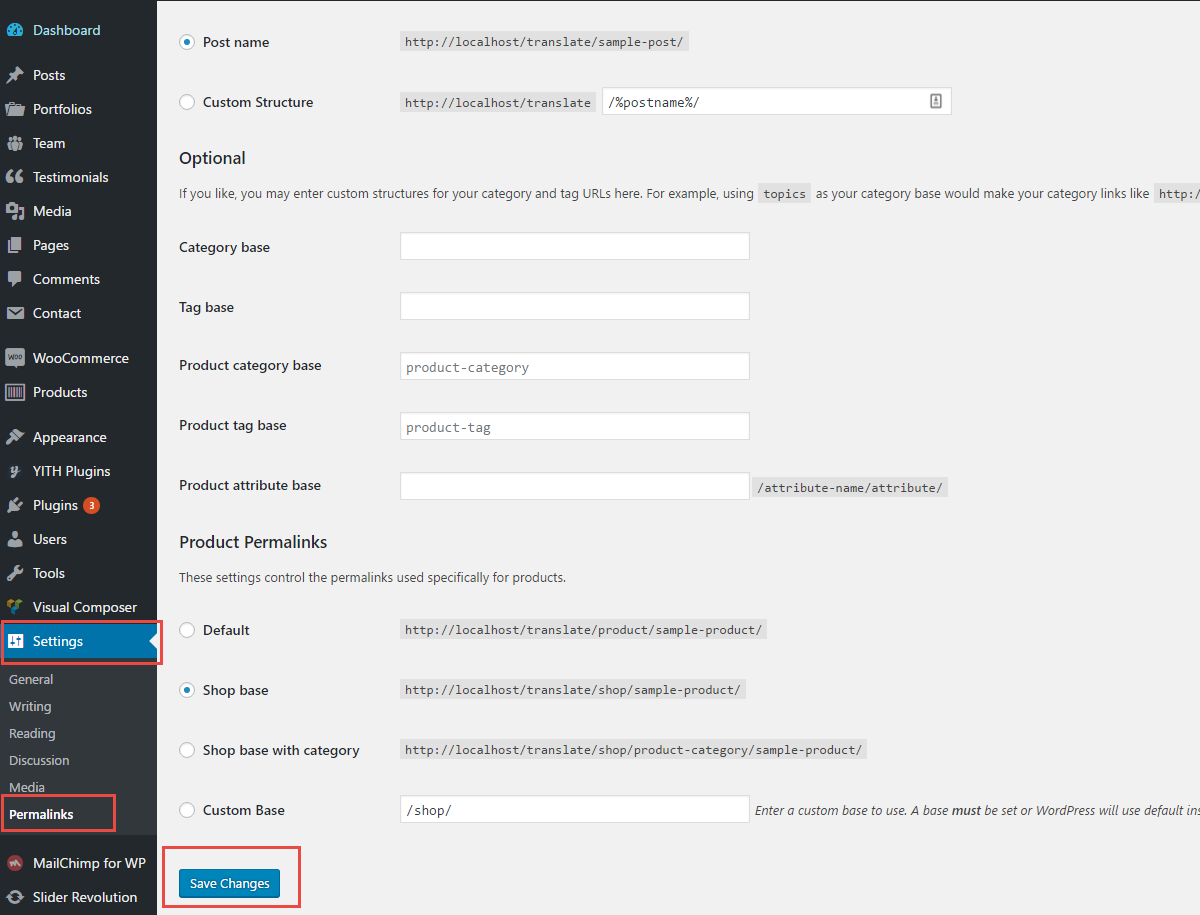 Dashboard
Posts
Portfolios
Team
Testimonials
Media
Pages
Comments
Contact
WOO WooCommerce
Products
Appearance
YITH Plugins
Plugins 3
Users
Tools
Visual Composer
Settings
General
Writing
Reading
Discussion
Media
Permalinks
MailChimp for WP
Slider Revolution
Post name http://localhost/translate/sample-post/
Custom Structure http://localhost/translate /%postname%/
Optional
If you like, you may enter custom structures for your category and tag URLs here. For example, using topics as your category base would make your category links like http:/
Category base
Tag base
Product category base product-category
Product tag base product-tag
Product attribute base /attribute-name/attribute/
Product Permalinks
These settings control the permalinks used specifically for products.
Default http://localhost/translate/product/sample-product/
Shop base http://localhost/translate/shop/sample-product/
Shop base with category http://localhost/translate/shop/product-category/sample-product/
Custom Base /shop/ Enter a custom base to use. A base must be set or WordPress will use default ins
Save Changes